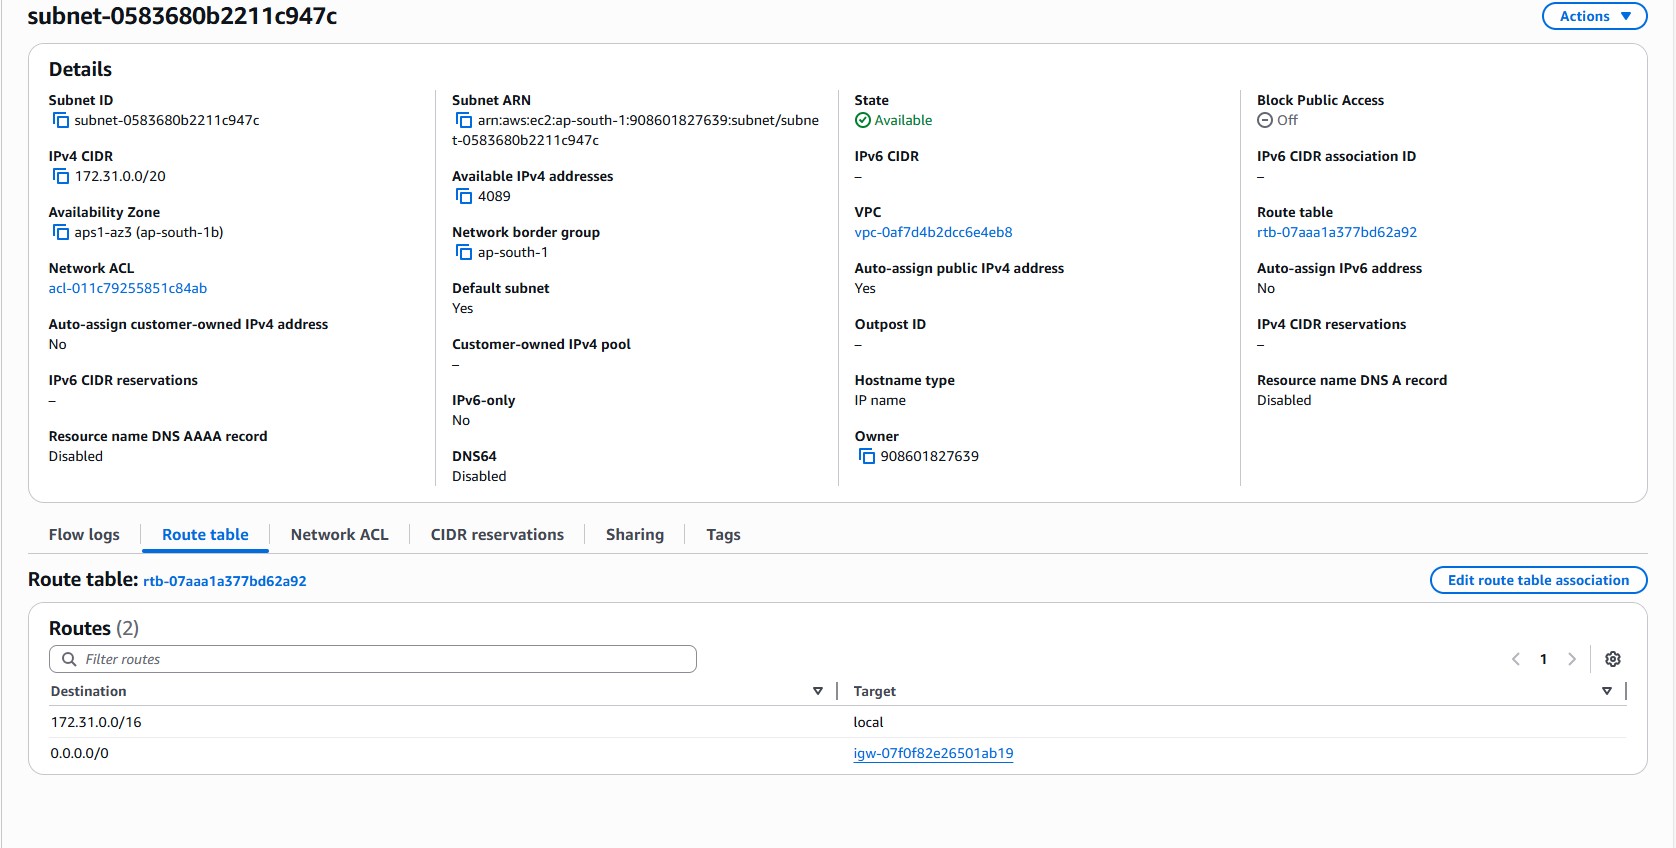 subnet-0583680b2211c947c
Actions
Details
Subnet ID
subnet-0583680b2211c947c
IPv4 CIDR
172.31.0.0/20
Availability Zone
aps1-az3 (ap-south-1b)
Network ACL
acl-011c79255851c84ab
Auto-assign customer-owned IPv4 address
No
IPv6 CIDR reservations
–
Resource name DNS AAAA record
Disabled
Subnet ARN
arn:aws:ec2:ap-south-1:908601827639:subnet/subne
t-0583680b2211c947c
Available IPv4 addresses
4089
Network border group
ap-south-1
Default subnet
Yes
Customer-owned IPv4 pool
–
IPv6-only
No
DNS64
Disabled
State
Available
IPv6 CIDR
–
VPC
vpc-0af7d4b2dcc6e4eb8
Auto-assign public IPv4 address
Yes
Outpost ID
–
Hostname type
IP name
Owner
908601827639
Block Public Access
Off
IPv6 CIDR association ID
–
Route table
rtb-07aaa1a377bd62a92
Auto-assign IPv6 address
No
IPv4 CIDR reservations
–
Resource name DNS A record
Disabled
Flow logs Route table Network ACL CIDR reservations Sharing Tags
Route table: rtb-07aaa1a377bd62a92
Edit route table association
Routes (2)
Filter routes
1
Destination Target
172.31.0.0/16 local
0.0.0.0/0 igw-07f0f82e26501ab19